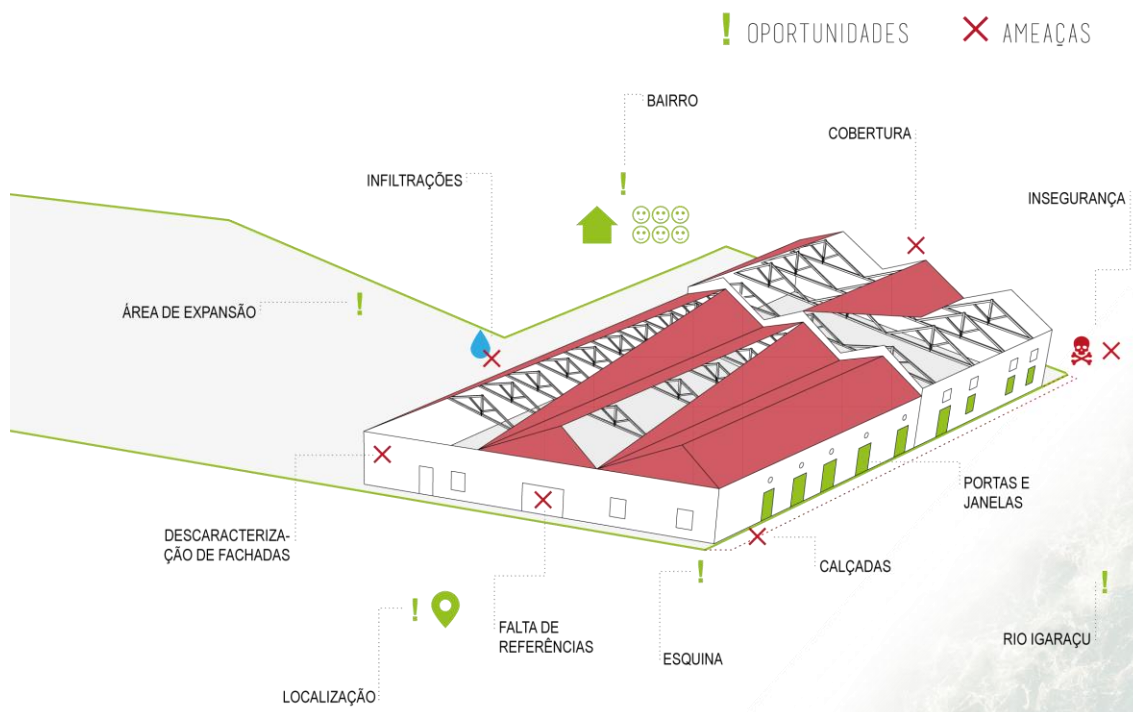 ! OPORTUNIDADES
× AMEAÇAS
BAIRRO
COBERTURA
INFILTRAÇÕES
INSEGURANÇA
ÁREA DE EXPANSÃO
PORTAS E
JANELAS
DESCARACTERIZA-
ÇÃO DE FACHADAS
CALÇADAS
FALTA DE
REFERÊNCIAS
ESQUINA
RIO IGARAÇU
LOCALIZAÇÃO